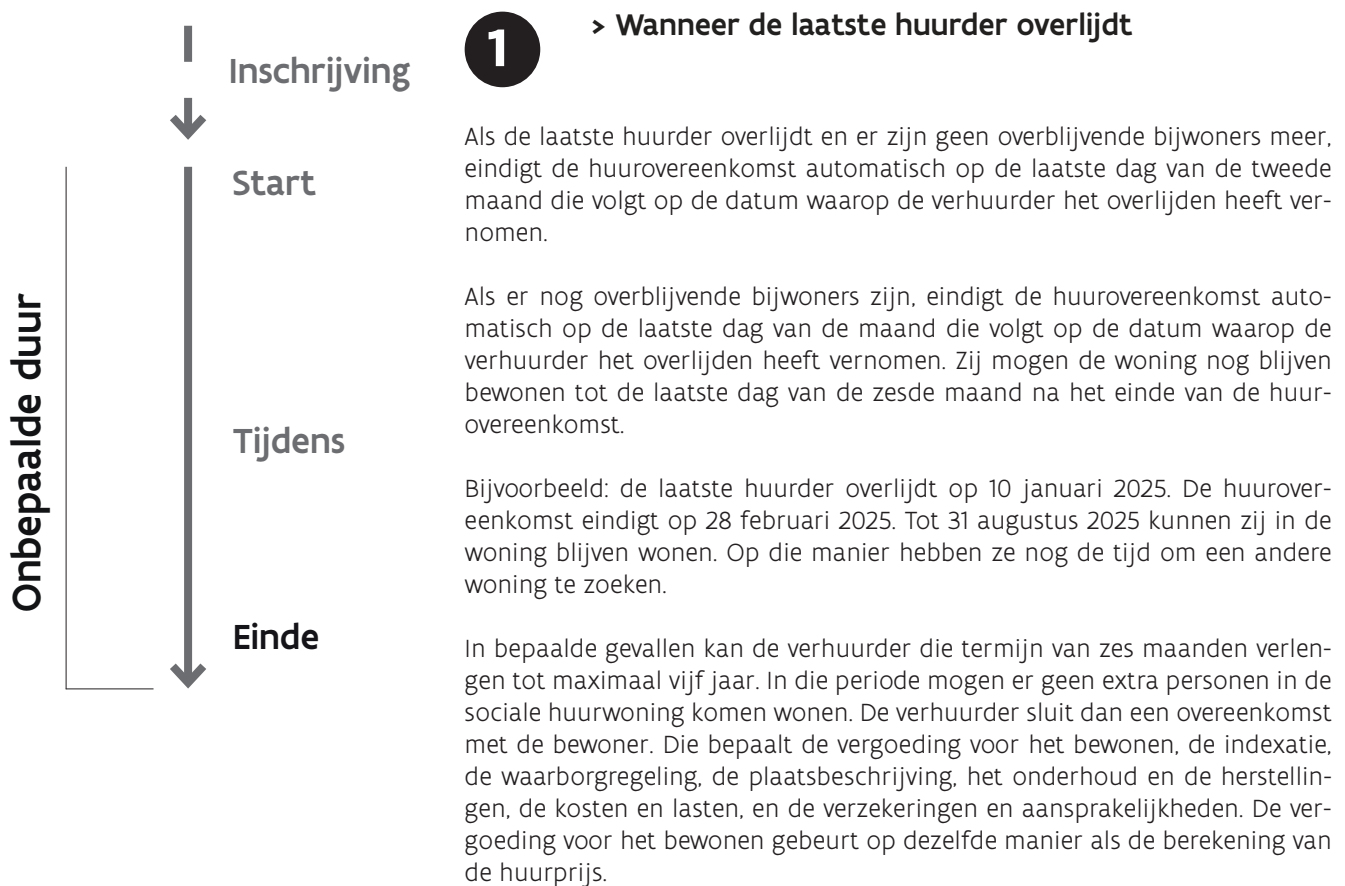 Onbepaalde duur
Inschrijving
Start
Tijdens
Einde
1
> Wanneer de laatste huurder overlijdt
Als de laatste huurder overlijdt en er zijn geen overblijvende bijwoners meer,
eindigt de huurovereenkomst automatisch op de laatste dag van de tweede
maand die volgt op de datum waarop de verhuurder het overlijden heeft ver-
nomen.
Als er nog overblijvende bijwoners zijn, eindigt de huurovereenkomst auto-
matisch op de laatste dag van de maand die volgt op de datum waarop de
verhuurder het overlijden heeft vernomen. Zij mogen de woning nog blijven
bewonen tot de laatste dag van de zesde maand na het einde van de huur-
overeenkomst.
Bijvoorbeeld: de laatste huurder overlijdt op 10 januari 2025. De huurover-
eenkomst eindigt op 28 februari 2025. Tot 31 augustus 2025 kunnen zij in de
woning blijven wonen. Op die manier hebben ze nog de tijd om een andere
woning te zoeken.
In bepaalde gevallen kan de verhuurder die termijn van zes maanden verlen-
gen tot maximaal vijf jaar. In die periode mogen er geen extra personen in de
sociale huurwoning komen wonen. De verhuurder sluit dan een overeenkomst
met de bewoner. Die bepaalt de vergoeding voor het bewonen, de indexatie,
de waarborgregeling, de plaatsbeschrijving, het onderhoud en de herstellin-
gen, de kosten en lasten, en de verzekeringen en aansprakelijkheden. De ver-
goeding voor het bewonen gebeurt op dezelfde manier als de berekening van
de huurprijs.